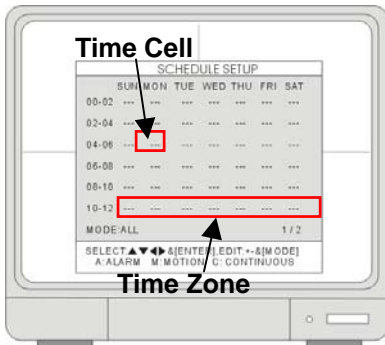 Time Cell
SCHEDULE SETUP
SUN MON TUE WED THU FRI SAT
00-02 --- --- --- --- --- --- ---
02-04 --- --- --- --- --- --- ---
04-06 --- --- --- --- --- --- ---
06-08 --- --- --- --- --- --- ---
08-10 --- --- --- --- --- --- ---
10-12 --- --- --- --- --- --- ---
MODE:ALL 1/2
SELECT▲▼◀▶&[ENTER],EDIT:+-&[MODE]
A:ALARM M:MOTION C:CONTINUOUS
Time Zone